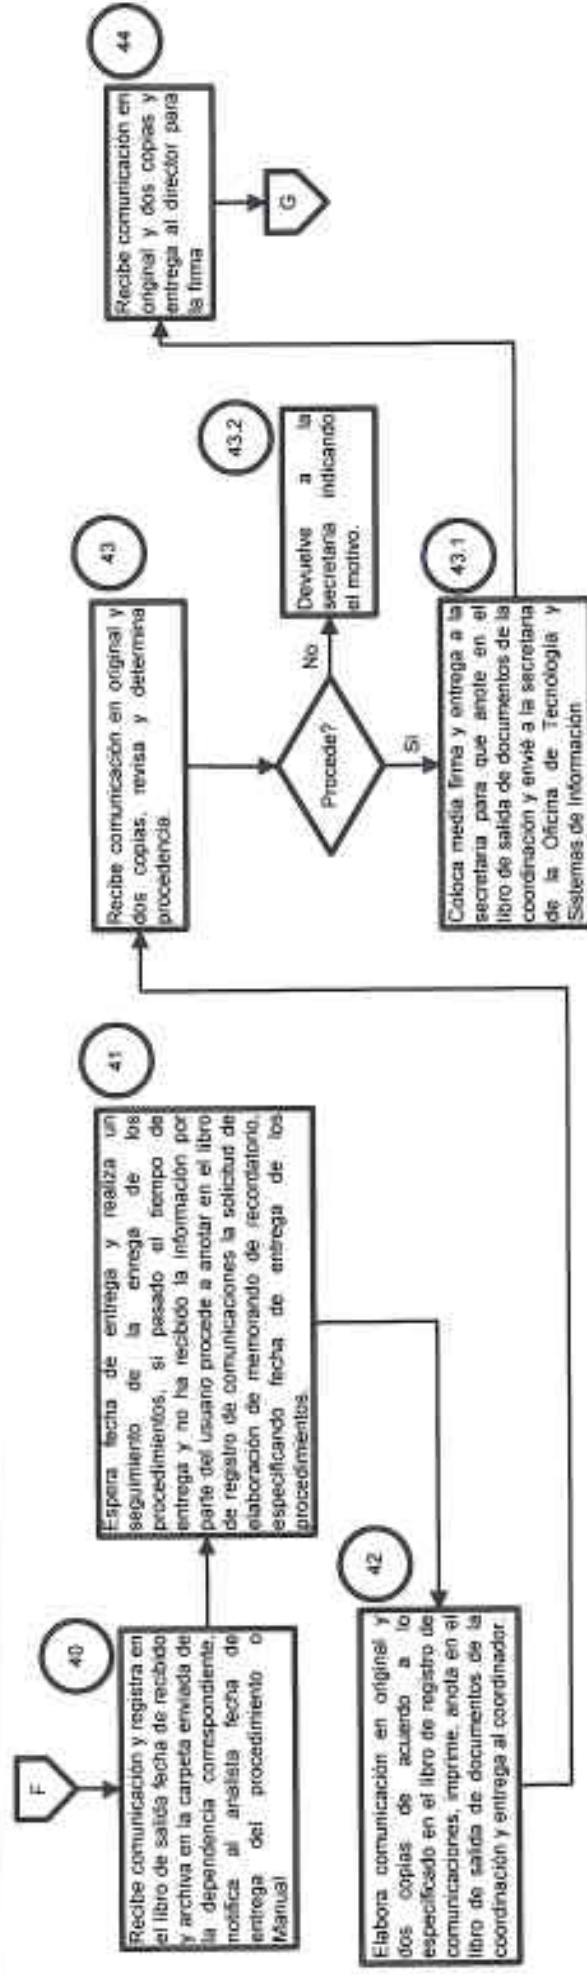 F
40
Recibe comunicación y registra en
el libro de salida fecha de recibido
y archiva en la carpeta enviada de
la dependencia correspondiente,
notifica al analista fecha de
entrega del procedimiento o
Manual
41
Espera fecha de entrega y realiza un
seguimiento de la enrega de los
procedimientos, si pasado el tiempo de
entrega y no ha recibido la información por
parte del usuario procede a anotar en el libro
de registro de comunicaciones la solicitud de
elaboración de memorando de recordatorio,
especificando fecha de entrega de los
procedimientos.
42
Elabora comunicación en original y
dos copias de acuerdo a lo
especificado en el libro de registro de
comunicaciones, imprime, anota en el
libro de salida de documentos de la
coordinación y entrega al coordinador
43
Recibe comunicación en original y
dos copias, revisa y determina
procedencia.
Procede?
No
Si
43.2
Devuelve a la
secretaria indicando
el motivo.
43.1
Coloca media firma y entrega a la
secretaria para que anote en el
libro de salida de documentos de la
coordinación y envié a la secretaria
de la Oficina de Tecnología y
Sistemas de Información
44
Recibe comunicación en
original y dos copias y
entrega al director para
la firma
G